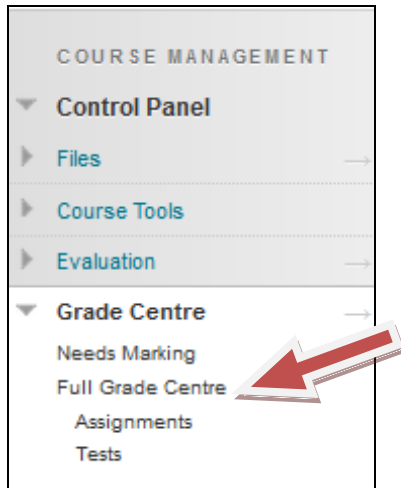 COURSE MANAGEMENT
Control Panel
Files
Course Tools
Evaluation
Grade Centre
Needs Marking
Full Grade Centre
Assignments
Tests